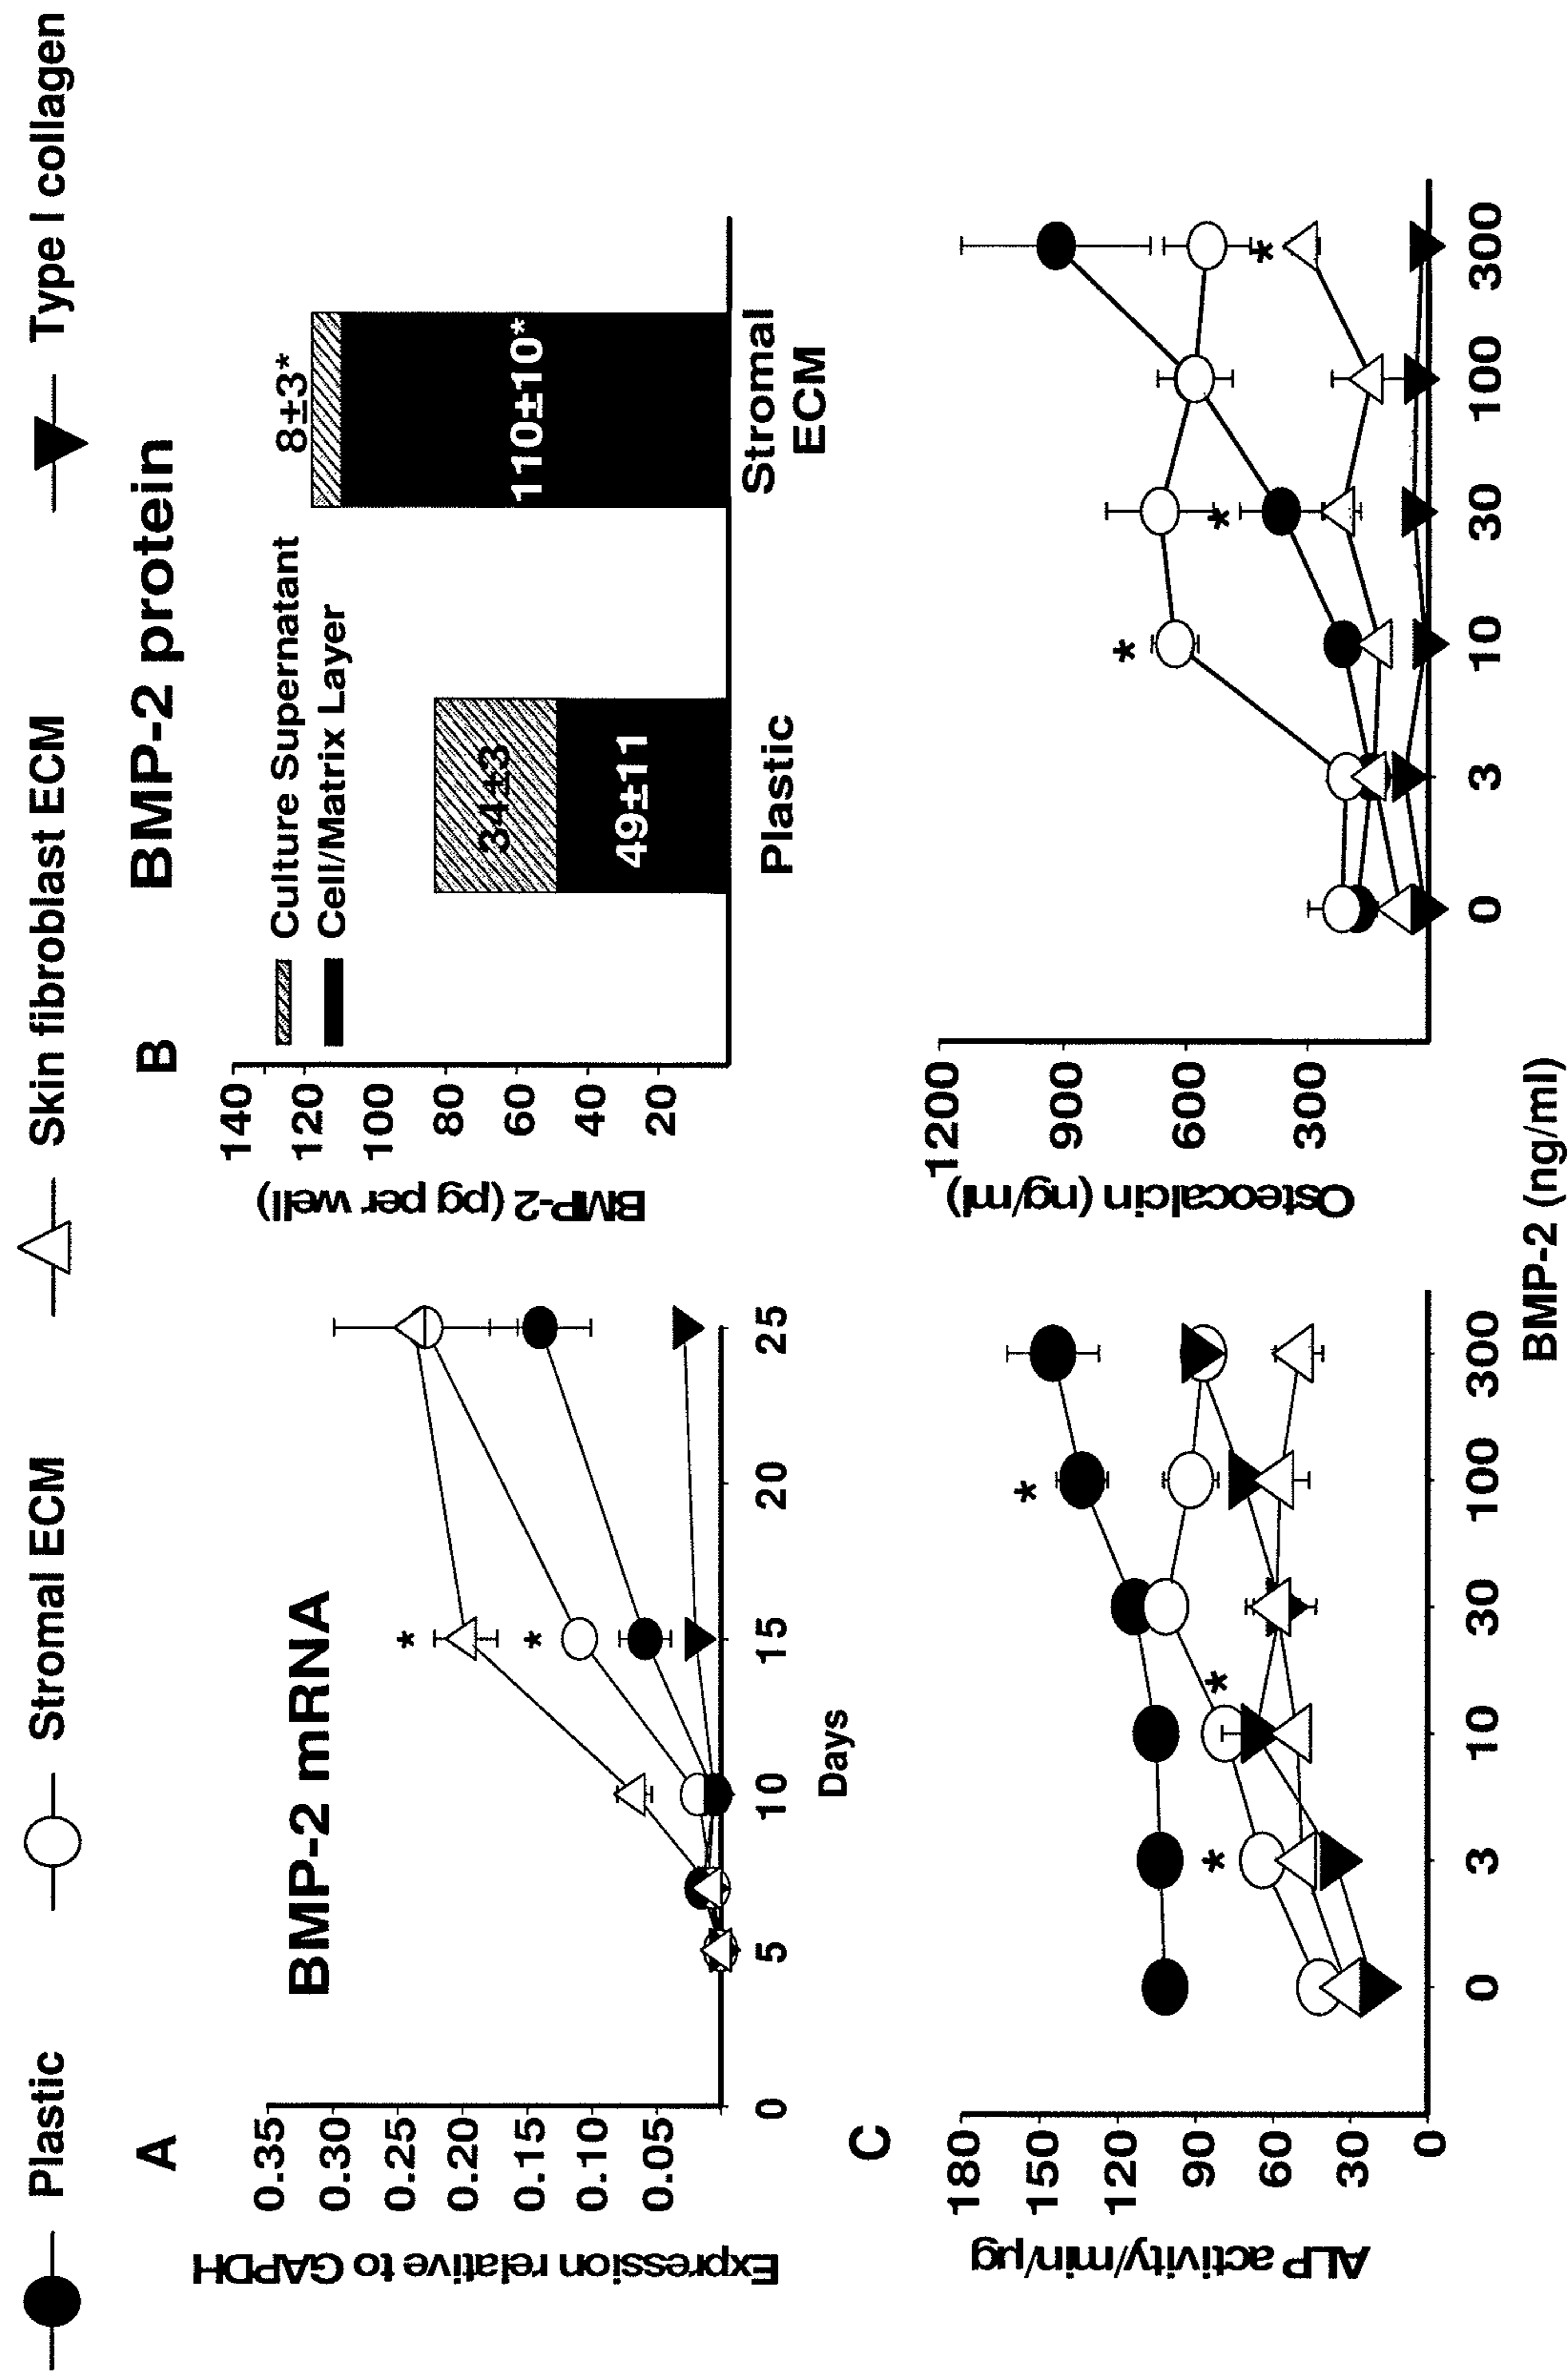 Plastic Stromal ECM Skin fibroblast ECM Type I collagen
A
BMP-2 mRNA
Expression relative to GAPDH
0.35
0.30
0.25
0.20
0.15
0.10
0.05
*
*
0 5 10 15 20 25
Days
B BMP-2 protein
BMP-2 (pg per well)
140
120
100
80
60
40
20
Culture Supernatant
Cell/Matrix Layer
34±3
49±11
8±3*
110±10*
Plastic
Stromal
ECM
C
ALP activity/min/µg
180
150
120
90
60
30
0
*
*
*
0 3 10 30 100 300
Osteocalcin (ng/ml)
1200
900
600
300
*
*
*
0 3 10 30 100 300
BMP-2 (ng/ml)